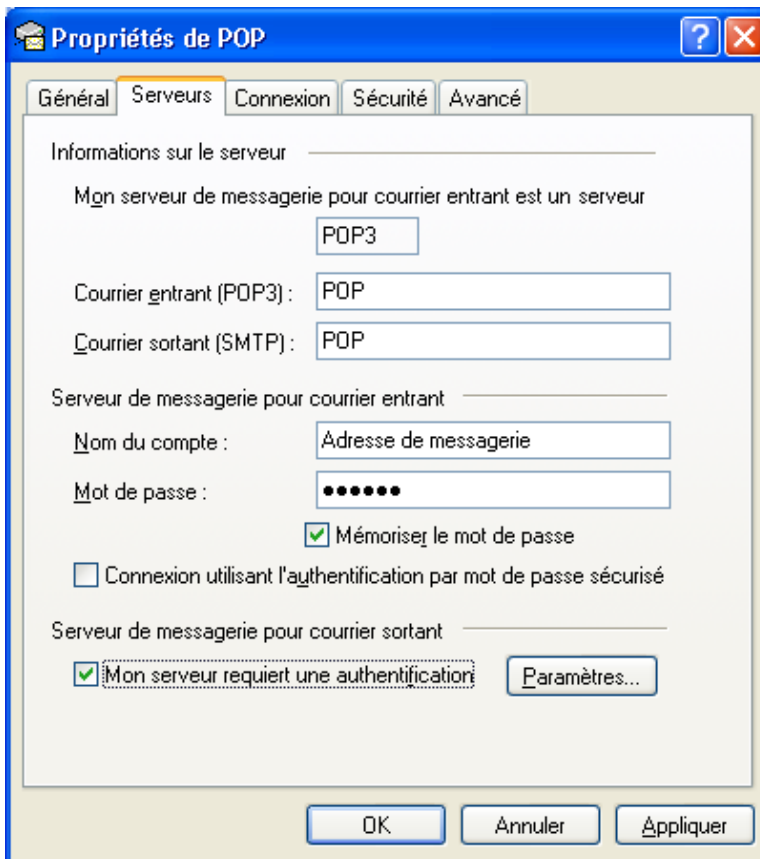 Propriétés de POP
Général Serveurs Connexion Sécurité Avancé
Informations sur le serveur
Mon serveur de messagerie pour courrier entrant est un serveur
POP3
Courrier entrant (POP3) : POP
Courrier sortant (SMTP) : POP
Serveur de messagerie pour courrier entrant
Nom du compte : Adresse de messagerie
Mot de passe : ●●●●●●
Mémoriser le mot de passe
Connexion utilisant l'authentification par mot de passe sécurisé
Serveur de messagerie pour courrier sortant
Mon serveur requiert une authentification Paramètres...
OK Annuler Appliquer